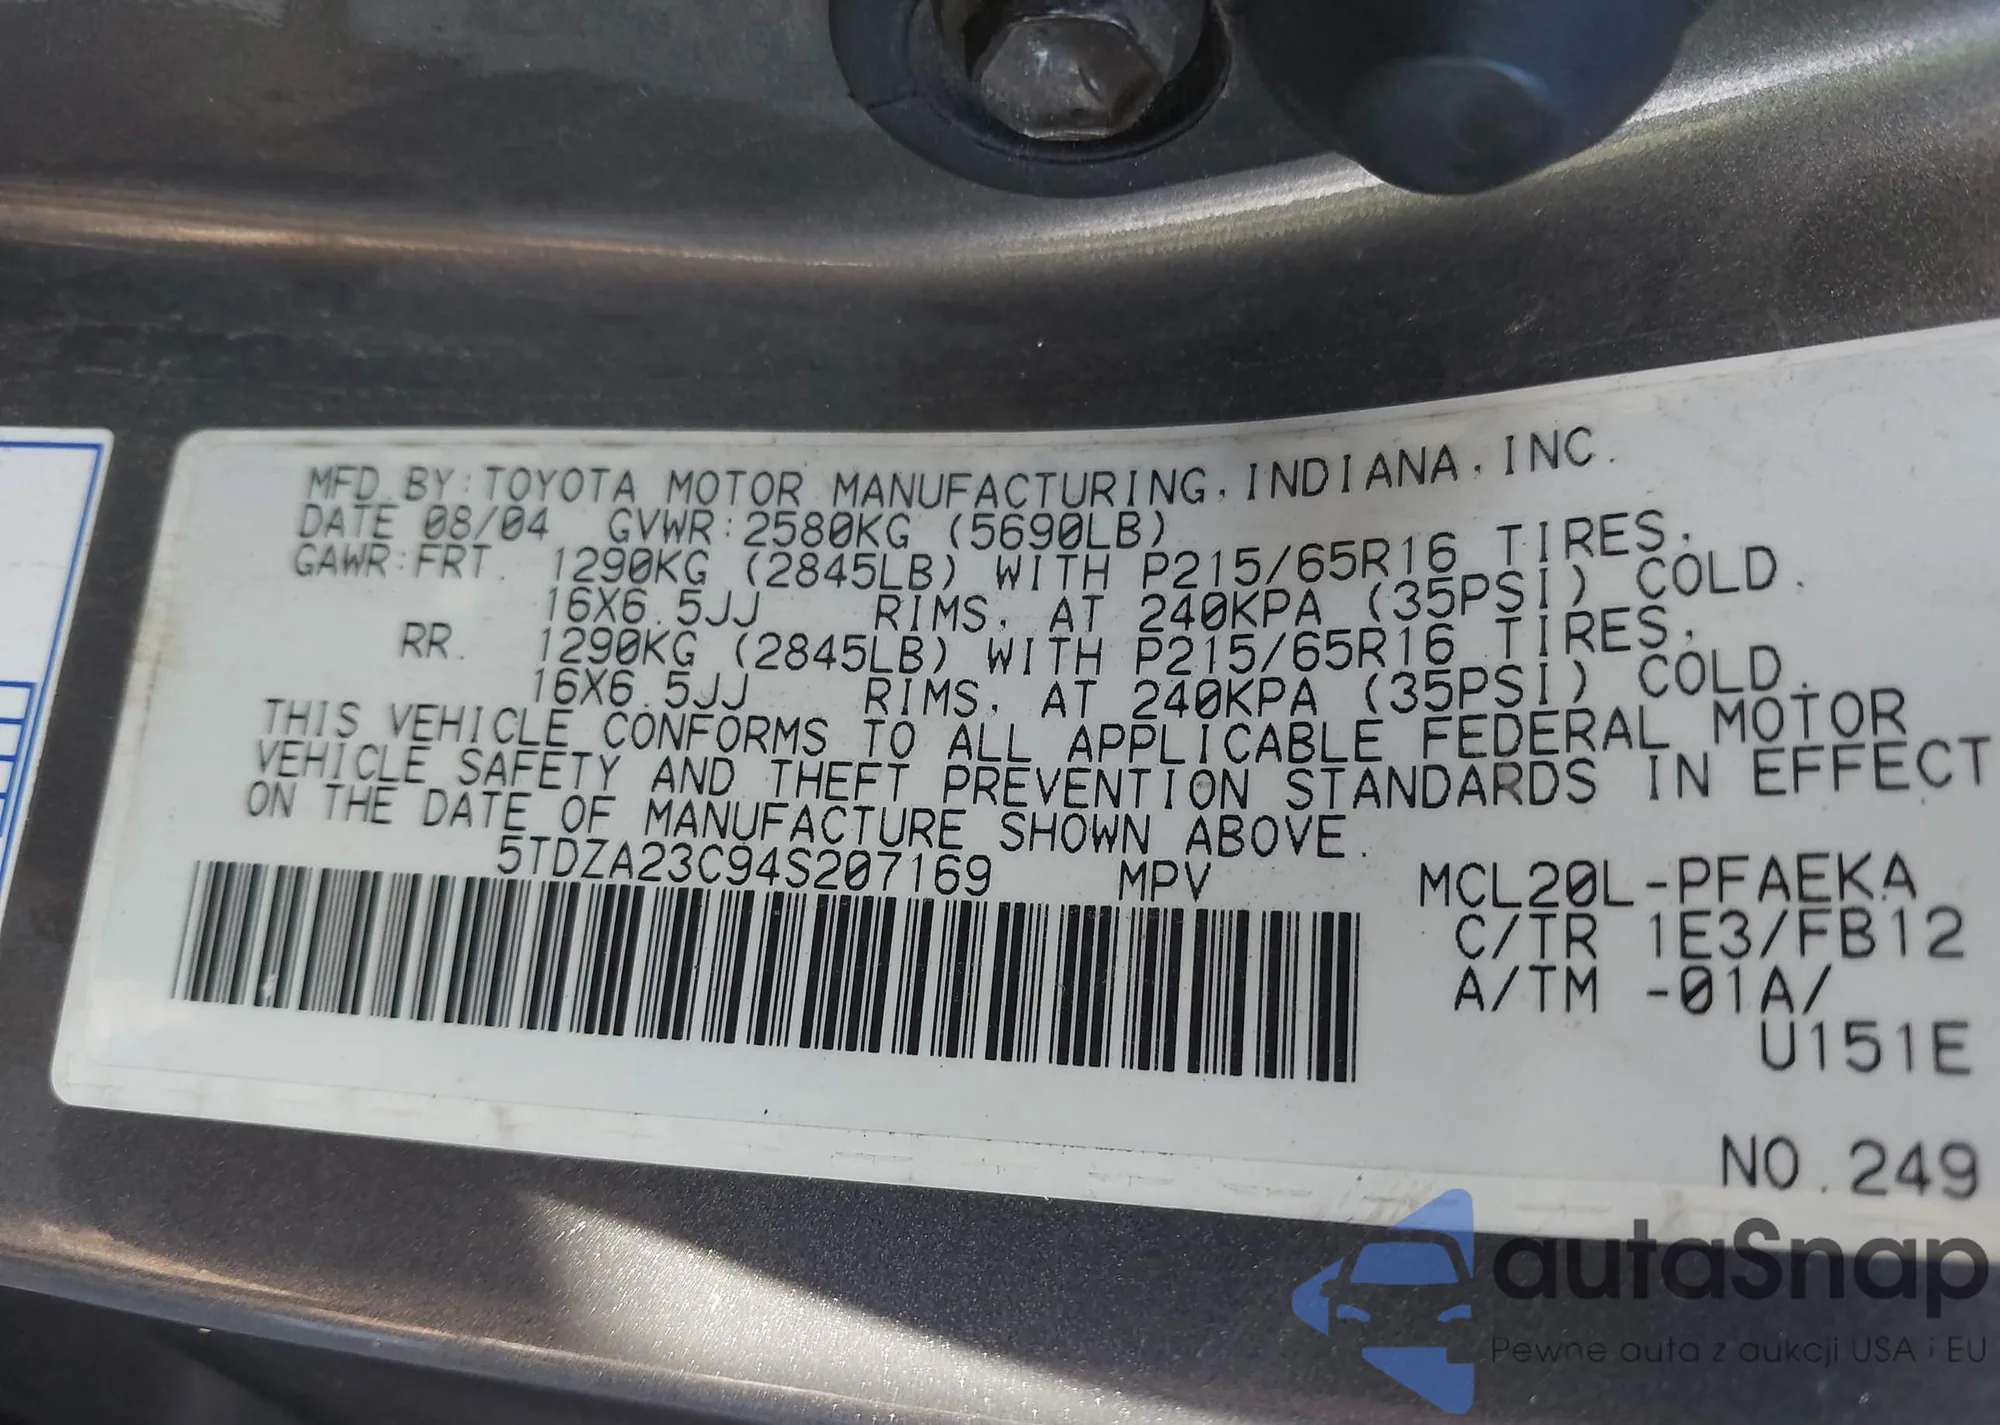 MFD.BY:TOYOTA MOTOR MANUFACTURING,INDIANA,INC.
DATE 08/04 GVWR:2580KG (5690LB)
GAWR:FRT. 1290KG (2845LB) WITH P215/65R16 TIRES,
16X6.5JJ RIMS, AT 240KPA (35PSI) COLD.
RR. 1290KG (2845LB) WITH P215/65R16 TIRES,
16X6.5JJ RIMS, AT 240KPA (35PSI) COLD.
THIS VEHICLE CONFORMS TO ALL APPLICABLE FEDERAL MOTOR
VEHICLE SAFETY AND THEFT PREVENTION STANDARDS IN EFFECT
ON THE DATE OF MANUFACTURE SHOWN ABOVE.
5TDZA23C94S207169 MPV MCL20L-PFAEKA
C/TR 1E3/FB12
A/TM -01A/
U151E
NO.249
autaSnap
Pewne auta z aukcji USA i EU